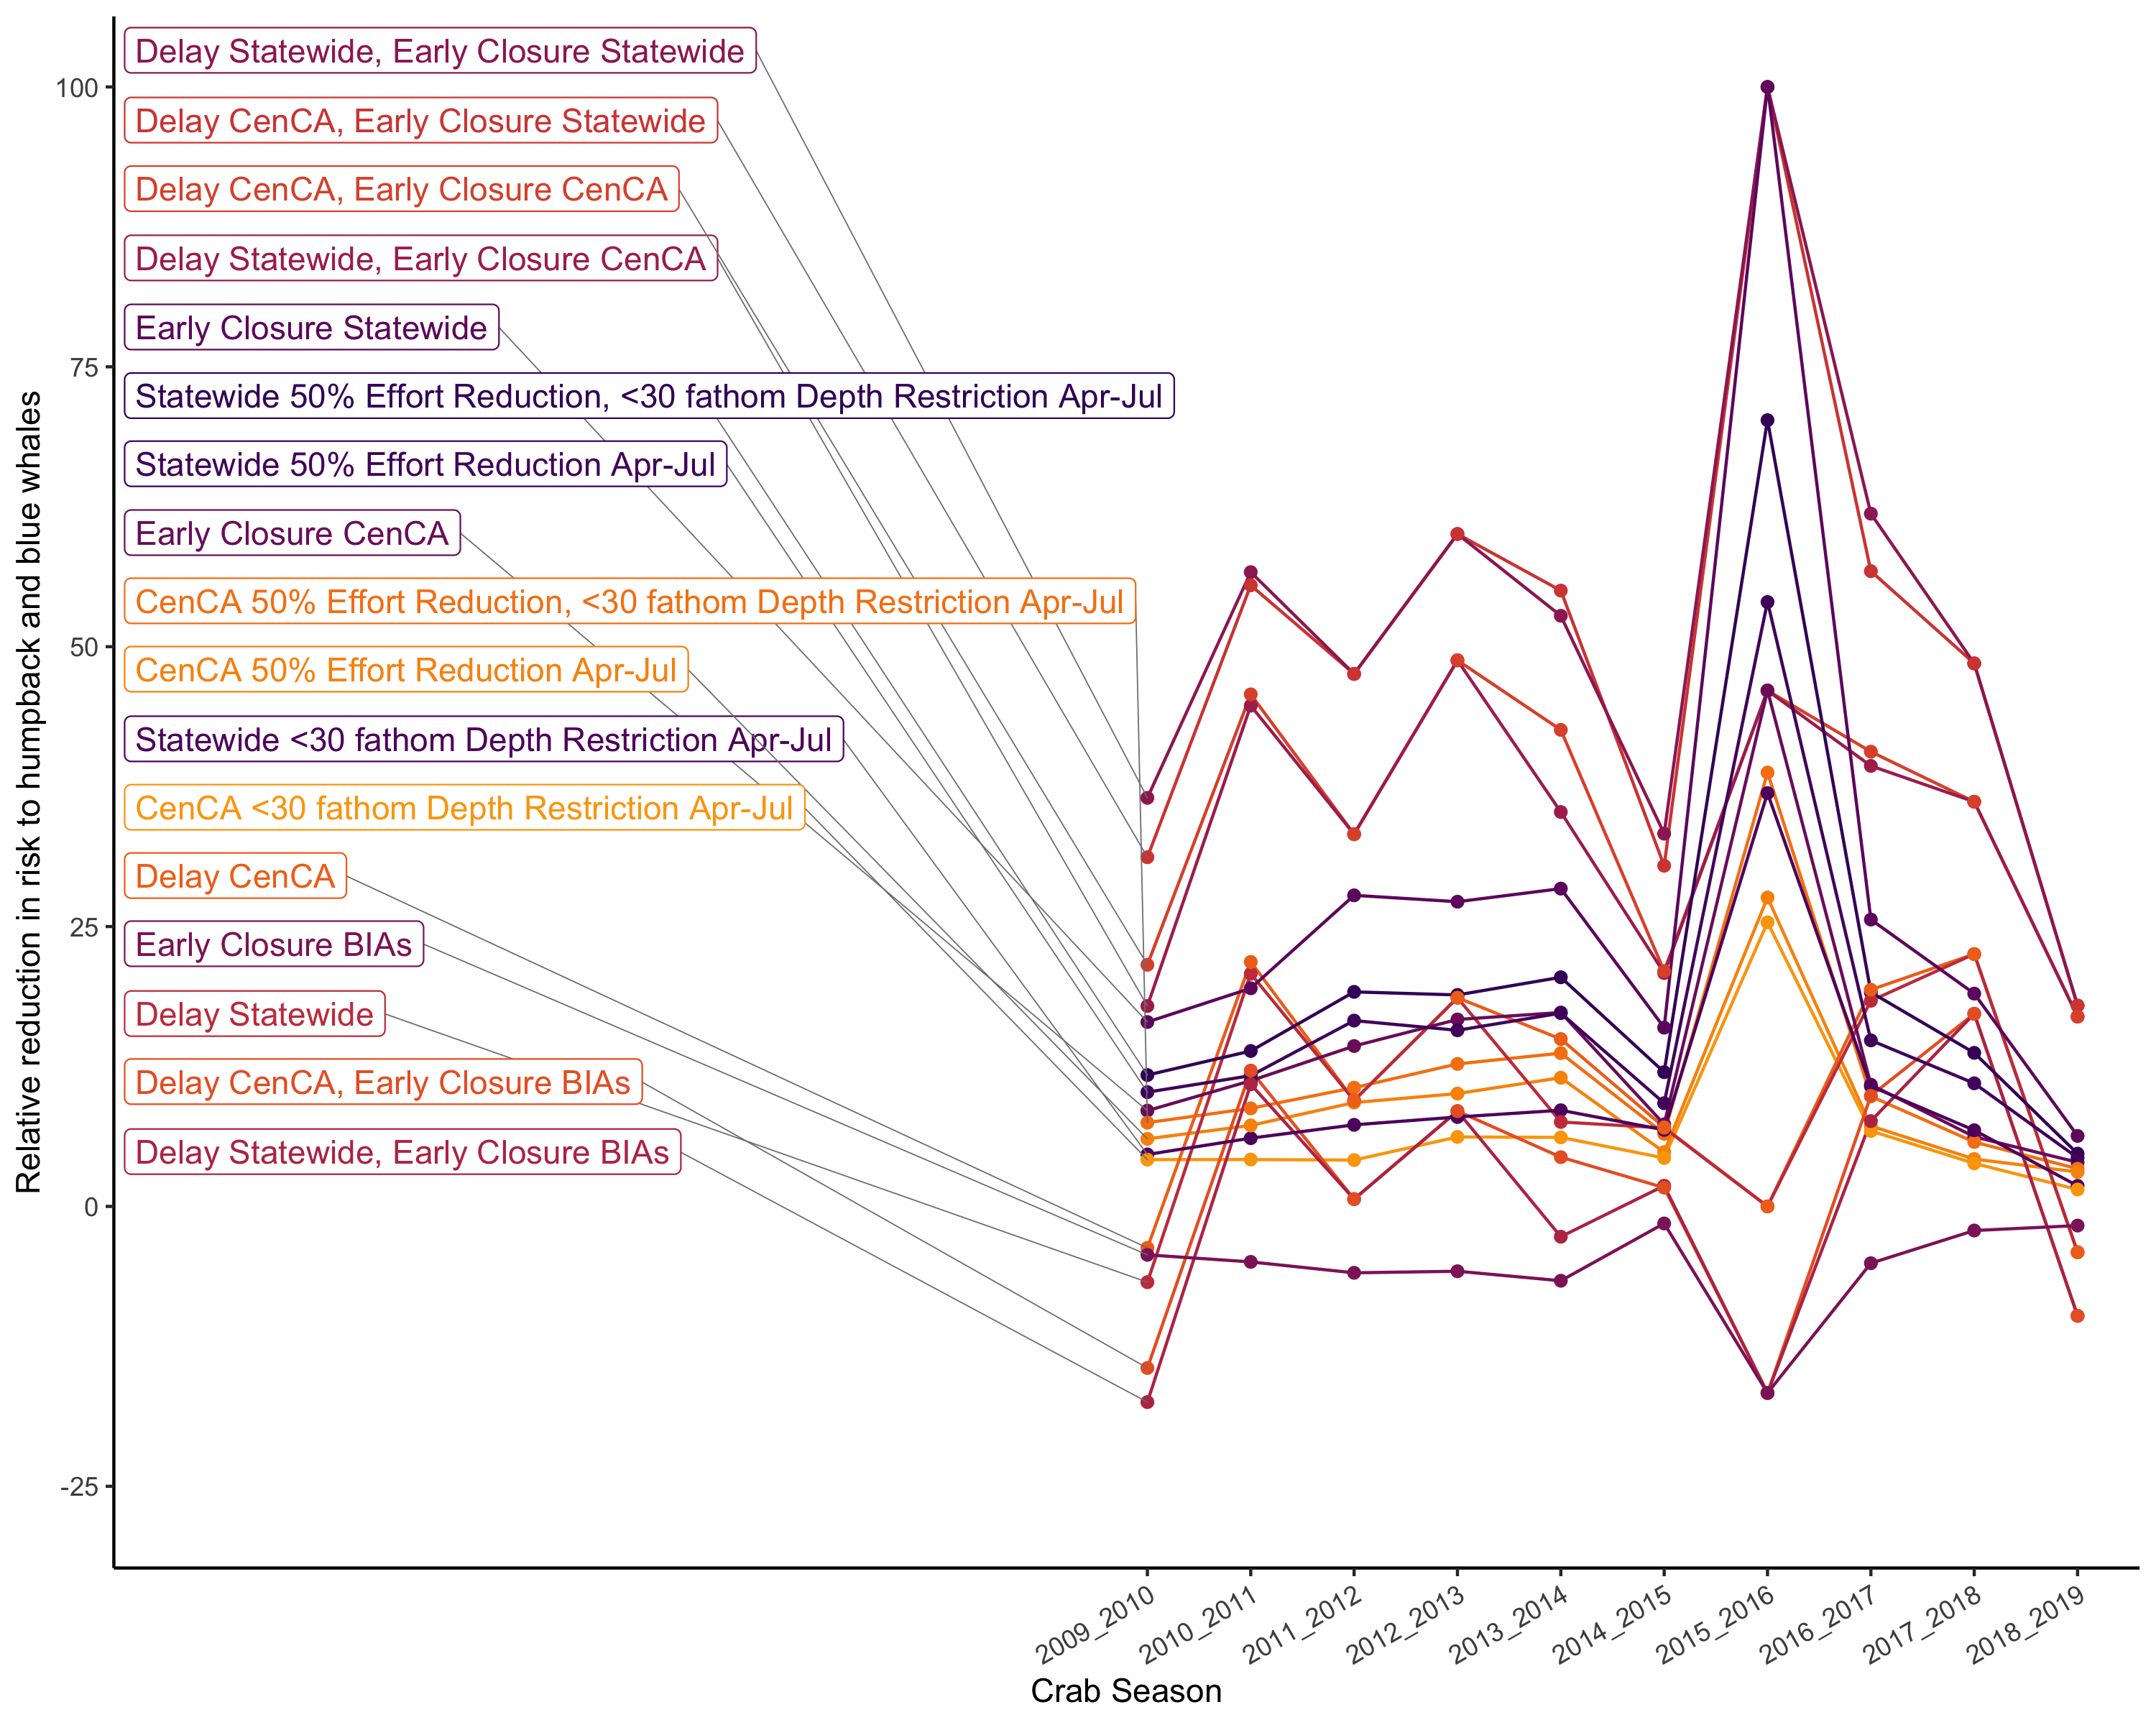 Delay Statewide, Early Closure Statewide
100
Delay CenCA, Early Closure Statewide
Delay CenCA, Early Closure CenCA
Delay Statewide, Early Closure CenCA
Early Closure Statewide
75
Statewide 50% Effort Reduction, <30 fathom Depth Restriction Apr-Jul
Statewide 50% Effort Reduction Apr-Jul
Early Closure CenCA
CenCA 50% Effort Reduction, <30 fathom Depth Restriction Apr-Jul
50
CenCA 50% Effort Reduction Apr-Jul
Statewide <30 fathom Depth Restriction Apr-Jul
CenCA <30 fathom Depth Restriction Apr-Jul
Delay CenCA
25
Early Closure BIAs
Delay Statewide
Delay CenCA, Early Closure BIAs
Delay Statewide, Early Closure BIAs
0
-25
Relative reduction in risk to humpback and blue whales
2009_2010
2010_2011
2011_2012
2012_2013
2013_2014
2014_2015
2015_2016
2016_2017
2017_2018
2018_2019
Crab Season